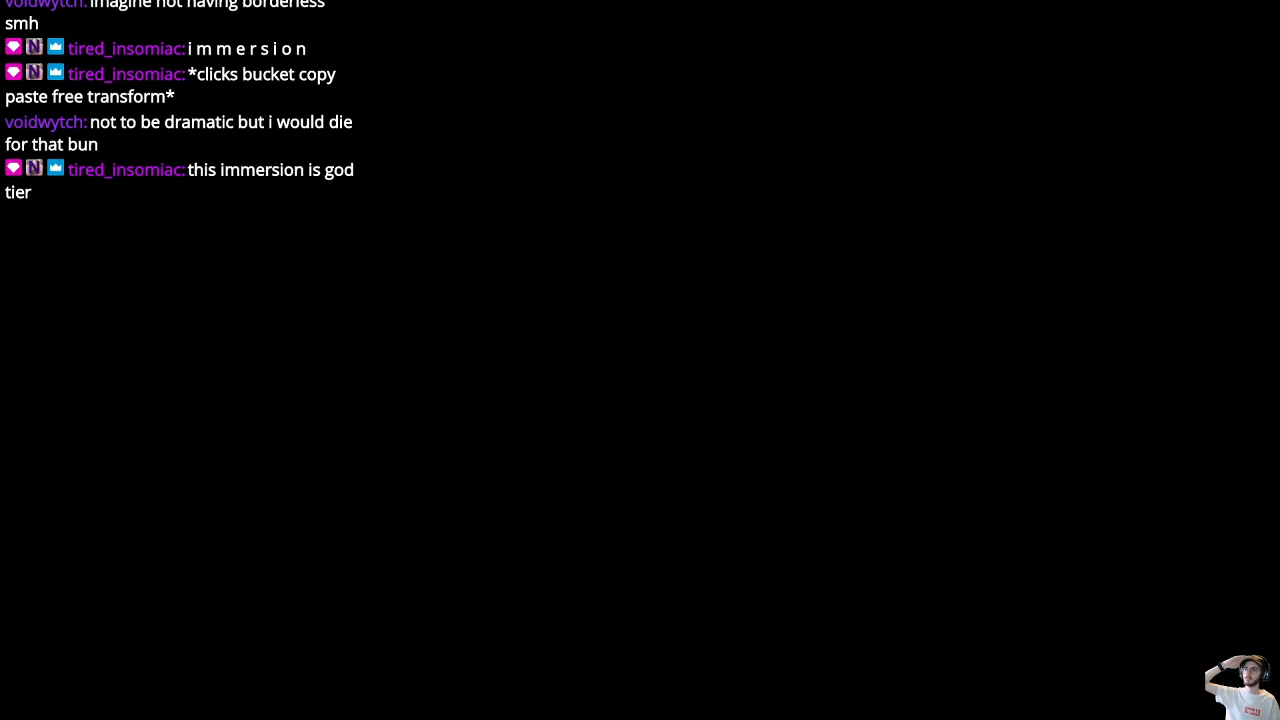 voidwytch: imagine not having borderless
smh
tired_insomiac: i m m e r s i o n
tired_insomiac: *clicks bucket copy
paste free transform*
voidwytch: not to be dramatic but i would die
for that bun
tired_insomiac: this immersion is god
tier